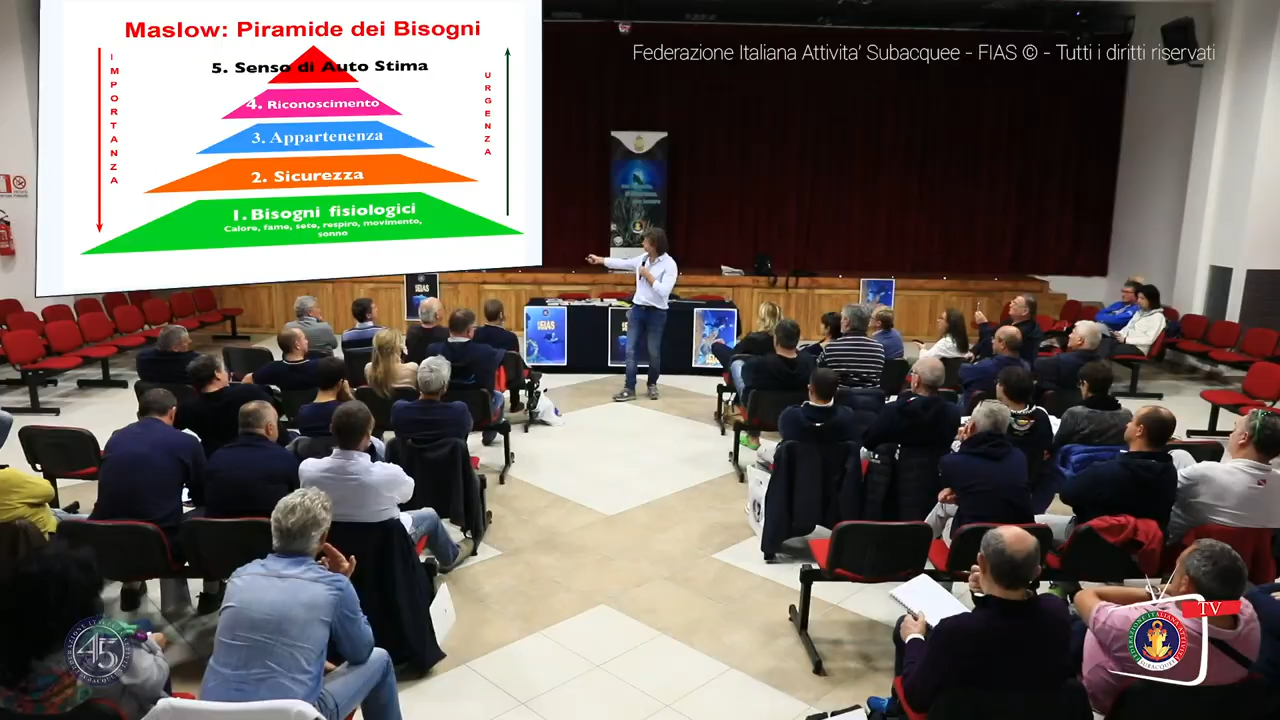 Maslow: Piramide dei Bisogni
Federazione Italiana Attivita' Subacquee - FIAS © - Tutti i diritti riservati
IMPORTANZA
5. Senso di Auto Stima
URGENZA
4. Riconoscimento
3. Appartenenza
2. Sicurezza
1. Bisogni fisiologici
Calore, fame, sete, respiro, movimento,
sonno
45
TV